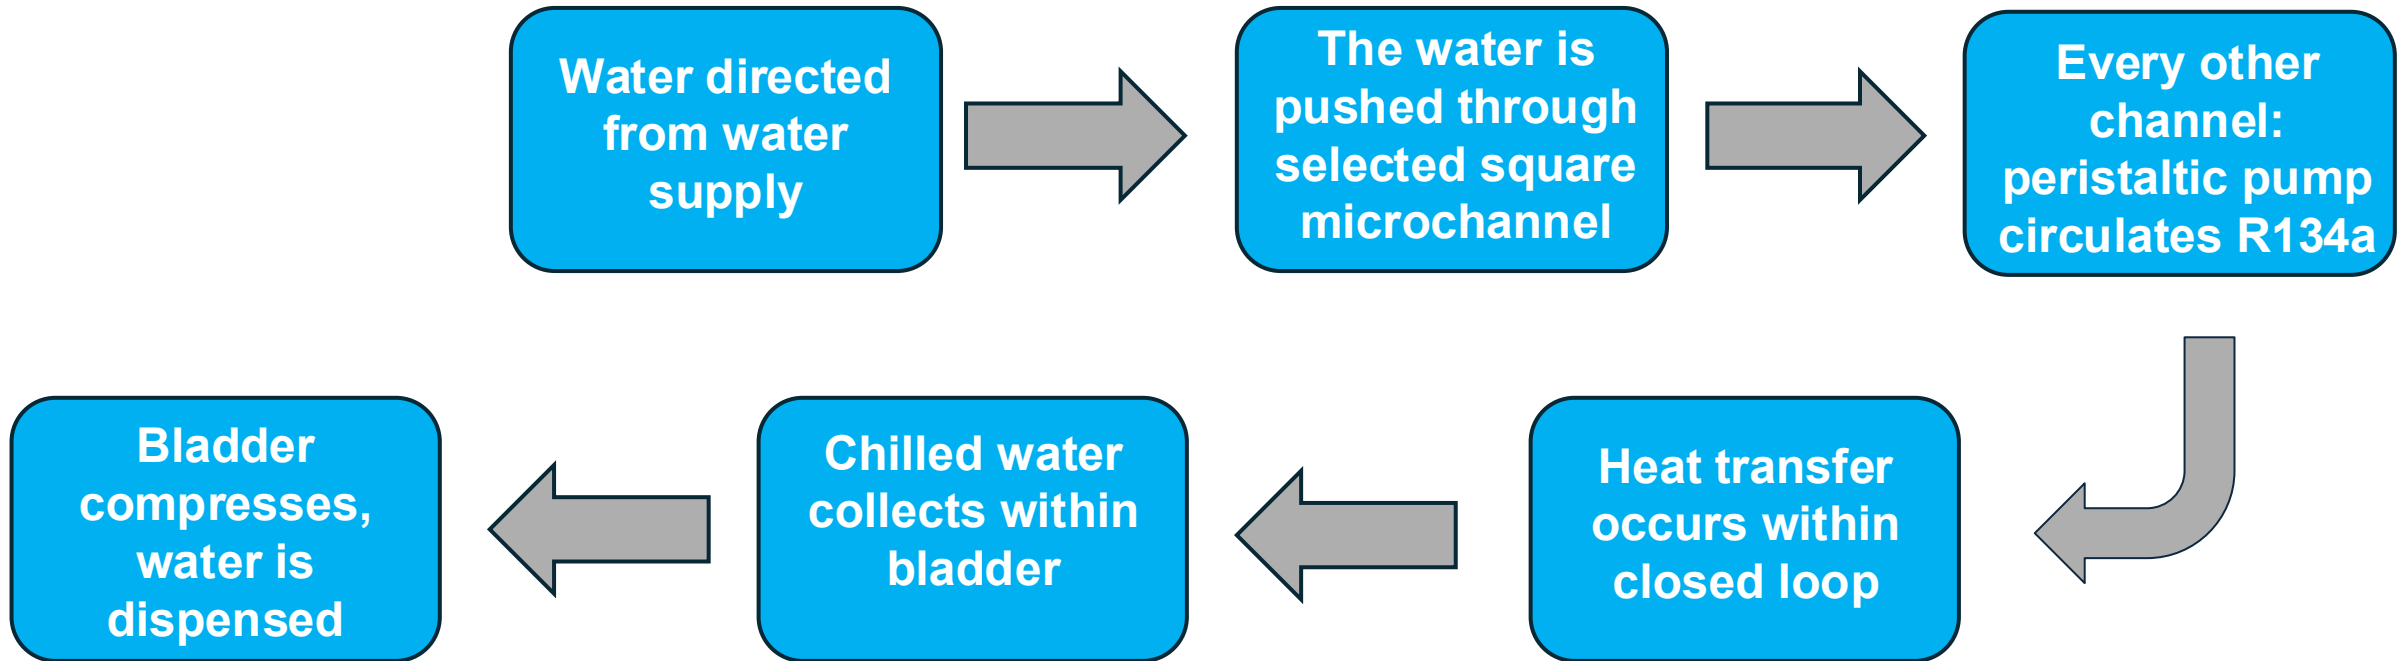 Water directed
from water
supply
The water is
pushed through
selected square
microchannel
Every other
channel:
peristaltic pump
circulates R134a
Heat transfer
occurs within
closed loop
Chilled water
collects within
bladder
Bladder
compresses,
water is
dispensed